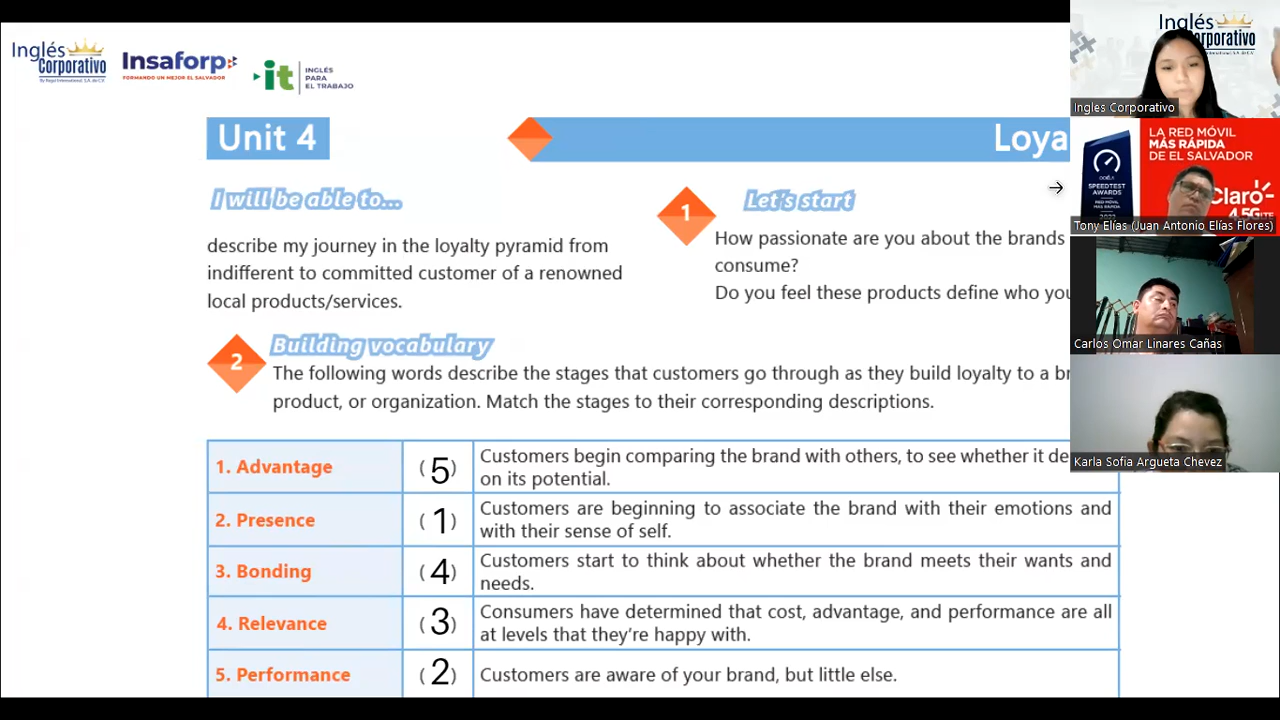 Inglés
Corporativo
By Regal International, S.A. de C.V.
Insaforp
FORMANDO UN MEJOR EL SALVADOR
it
INGLÉS
PARA
EL TRABAJO
Unit 4
Loya
I will be able to...
describe my journey in the loyalty pyramid from
indifferent to committed customer of a renowned
local products/services.
1
Let's start
How passionate are you about the brands
consume?
Do you feel these products define who you
2
Building vocabulary
The following words describe the stages that customers go through as they build loyalty to a br
product, or organization. Match the stages to their corresponding descriptions.
1. Advantage
(5)
Customers begin comparing the brand with others, to see whether it de
on its potential.
2. Presence
(1)
Customers are beginning to associate the brand with their emotions and
with their sense of self.
3. Bonding
(4)
Customers start to think about whether the brand meets their wants and
needs.
4. Relevance
(3)
Consumers have determined that cost, advantage, and performance are all
at levels that they're happy with.
5. Performance
(2)
Customers are aware of your brand, but little else.
Inglés
Corporativo
Ingles Corporativo
LA RED MÓVIL
MÁS RÁPIDA
DE EL SALVADOR
SPEEDTEST
AWARDS
Claro
4.5G LTE
Tony Elías (Juan Antonio Elías Flores)
Carlos Omar Linares Cañas
Karla Sofia Argueta Chevez